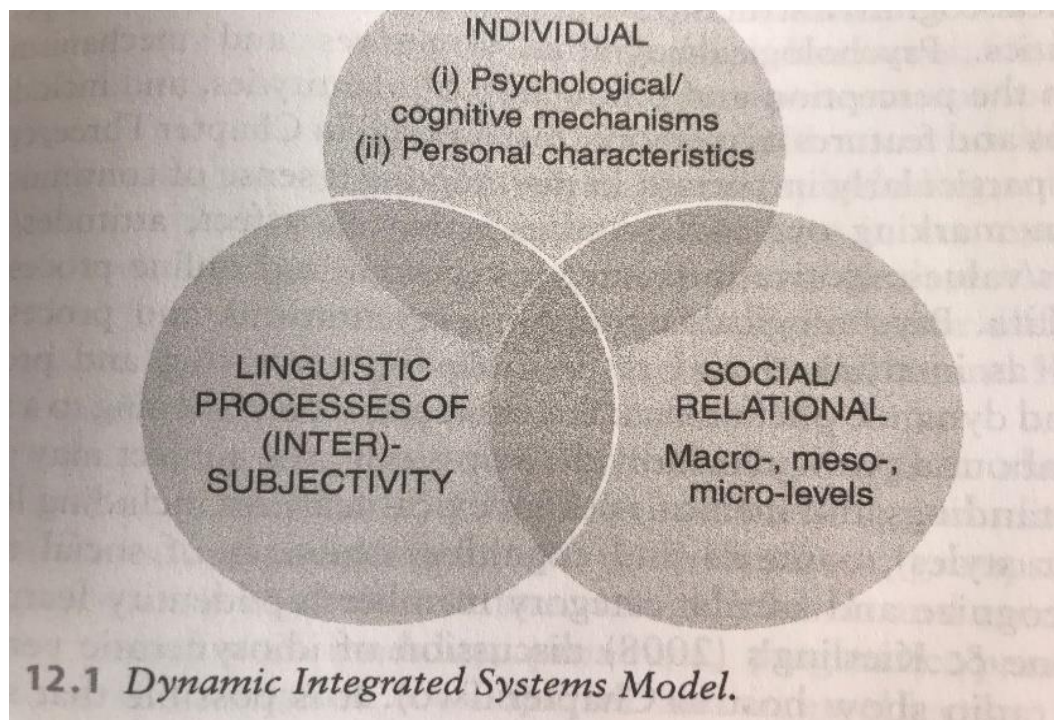 INDIVIDUAL
(i) Psychological/
cognitive mechanisms
(ii) Personal characteristics
LINGUISTIC
PROCESSES OF
(INTER)-
SUBJECTIVITY
SOCIAL/
RELATIONAL
Macro-, meso-,
micro-levels
12.1 Dynamic Integrated Systems Model.